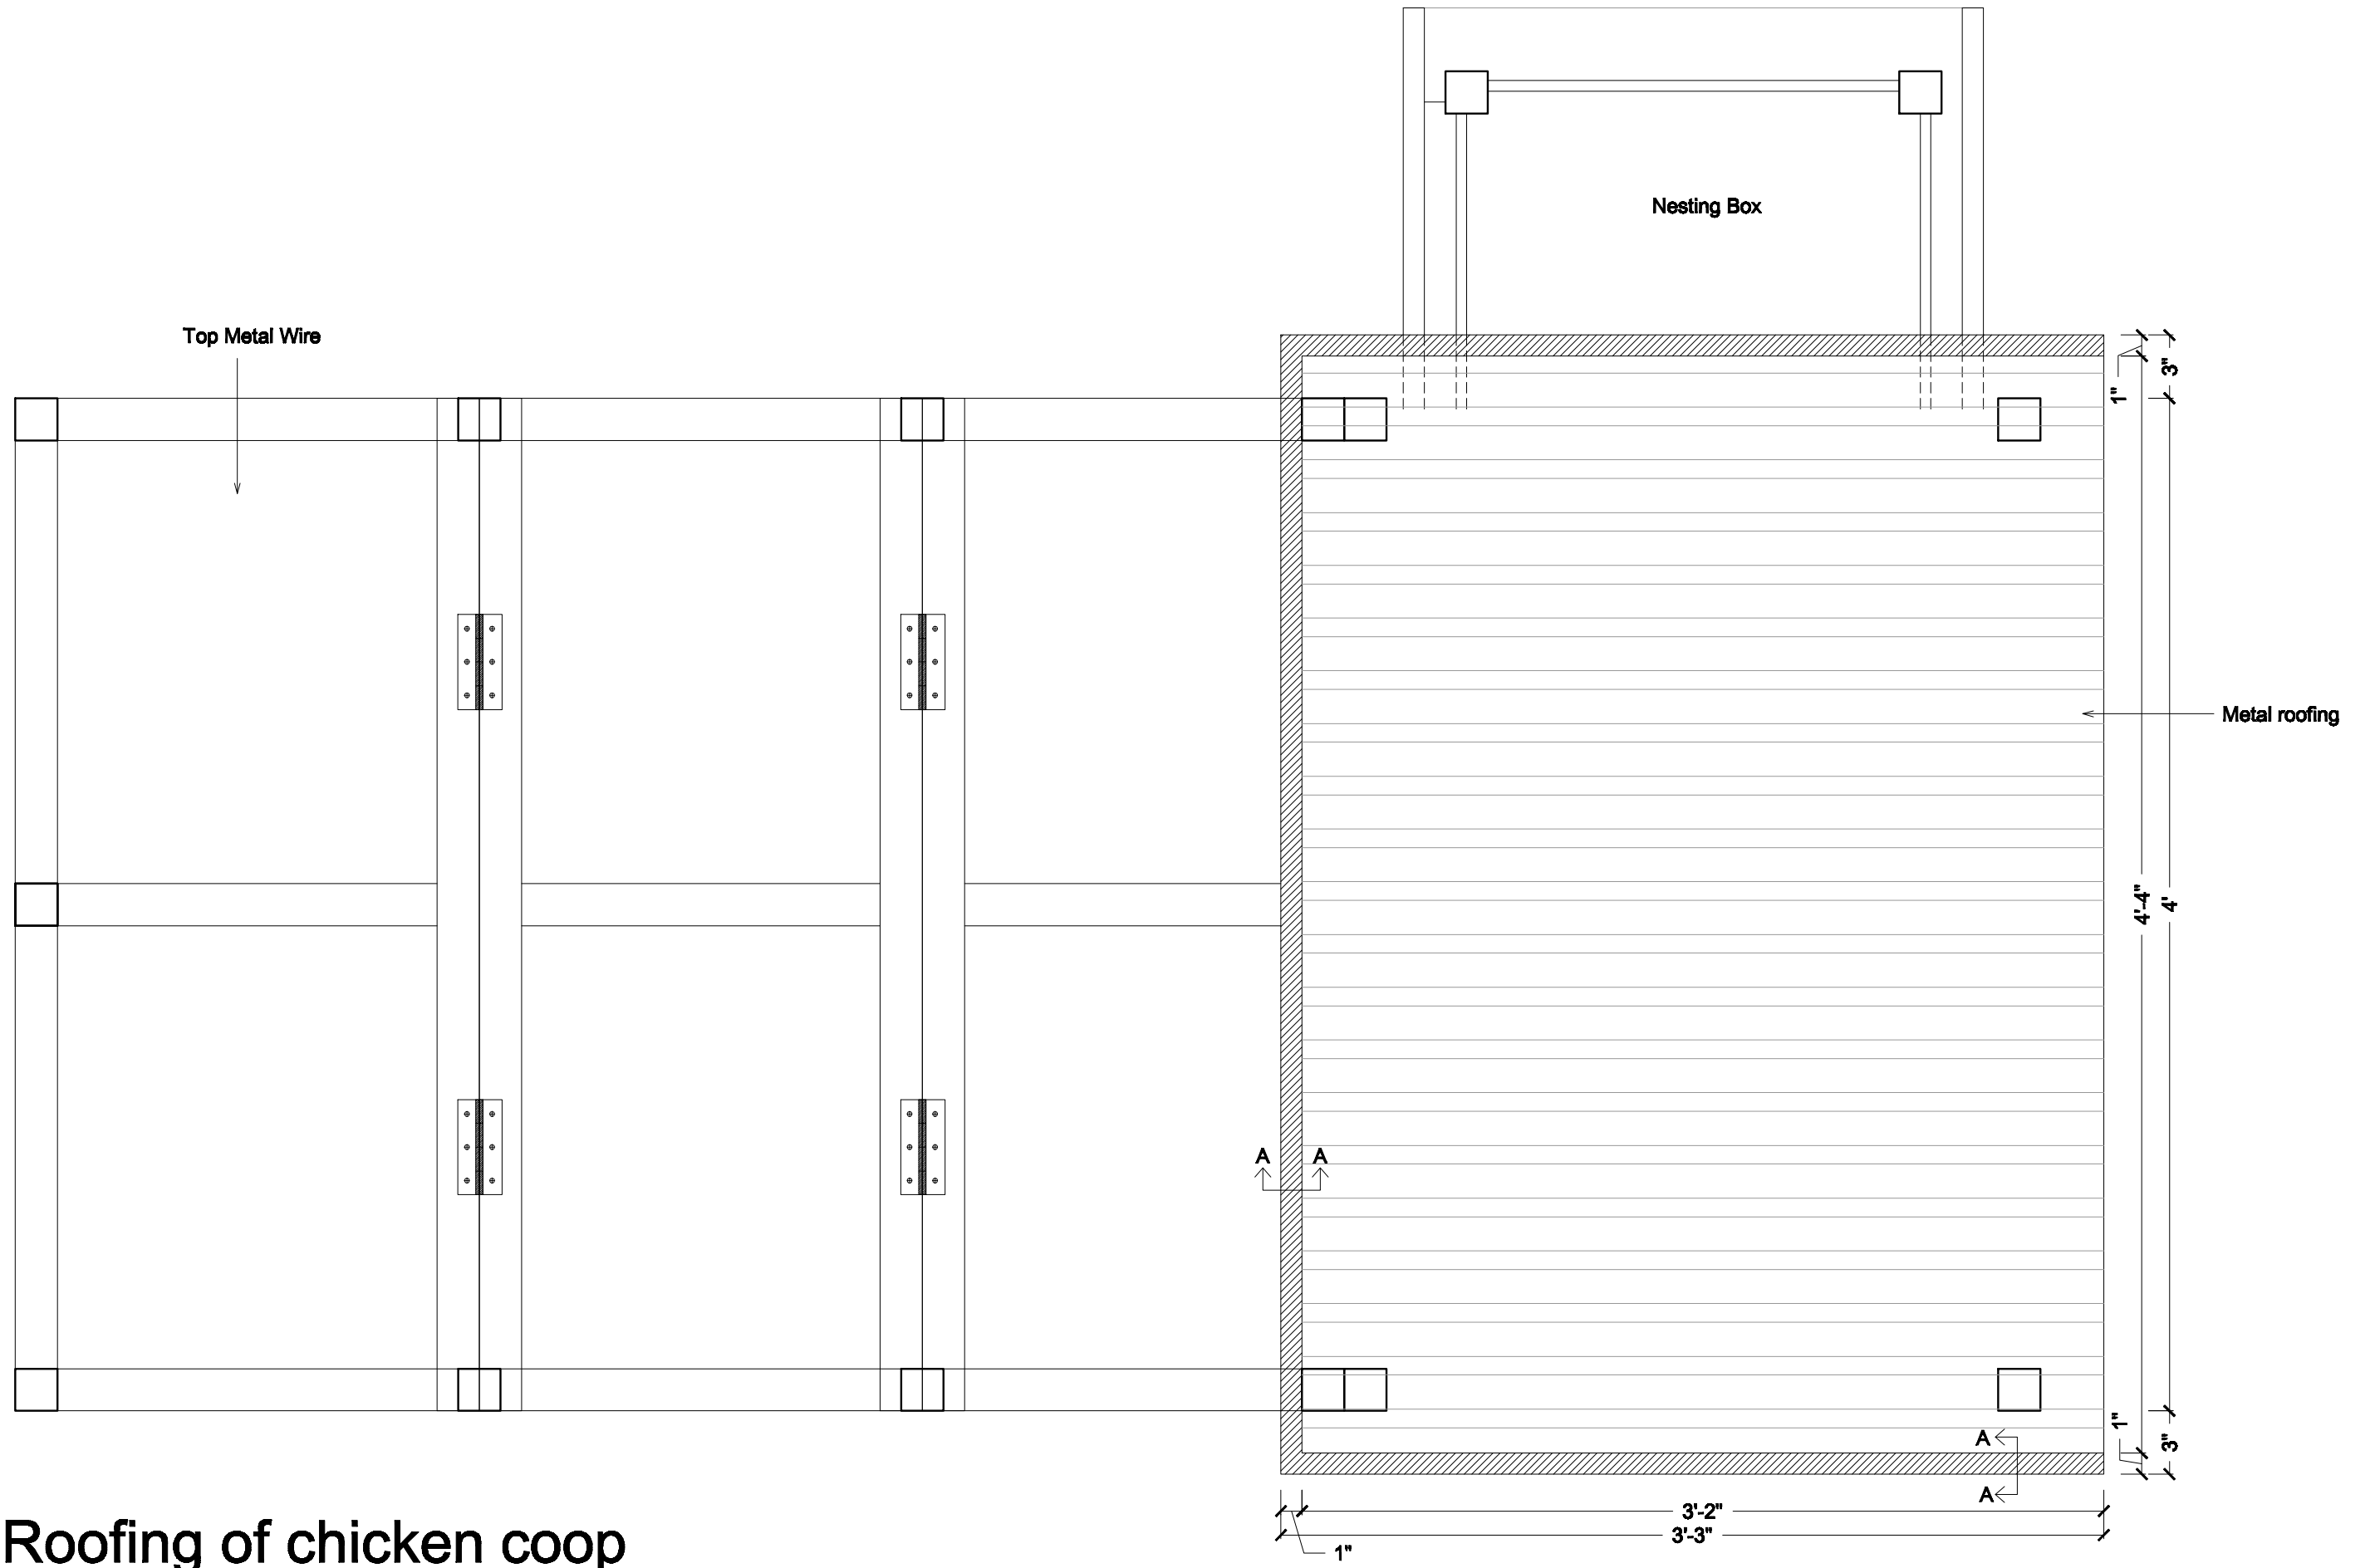 Nesting Box
Top Metal Wire
3"
1"
Metal roofing
4'-4"
4'
A A
1"
A
3"
A
3'-2"
3'-3"
1"
Roofing of chicken coop